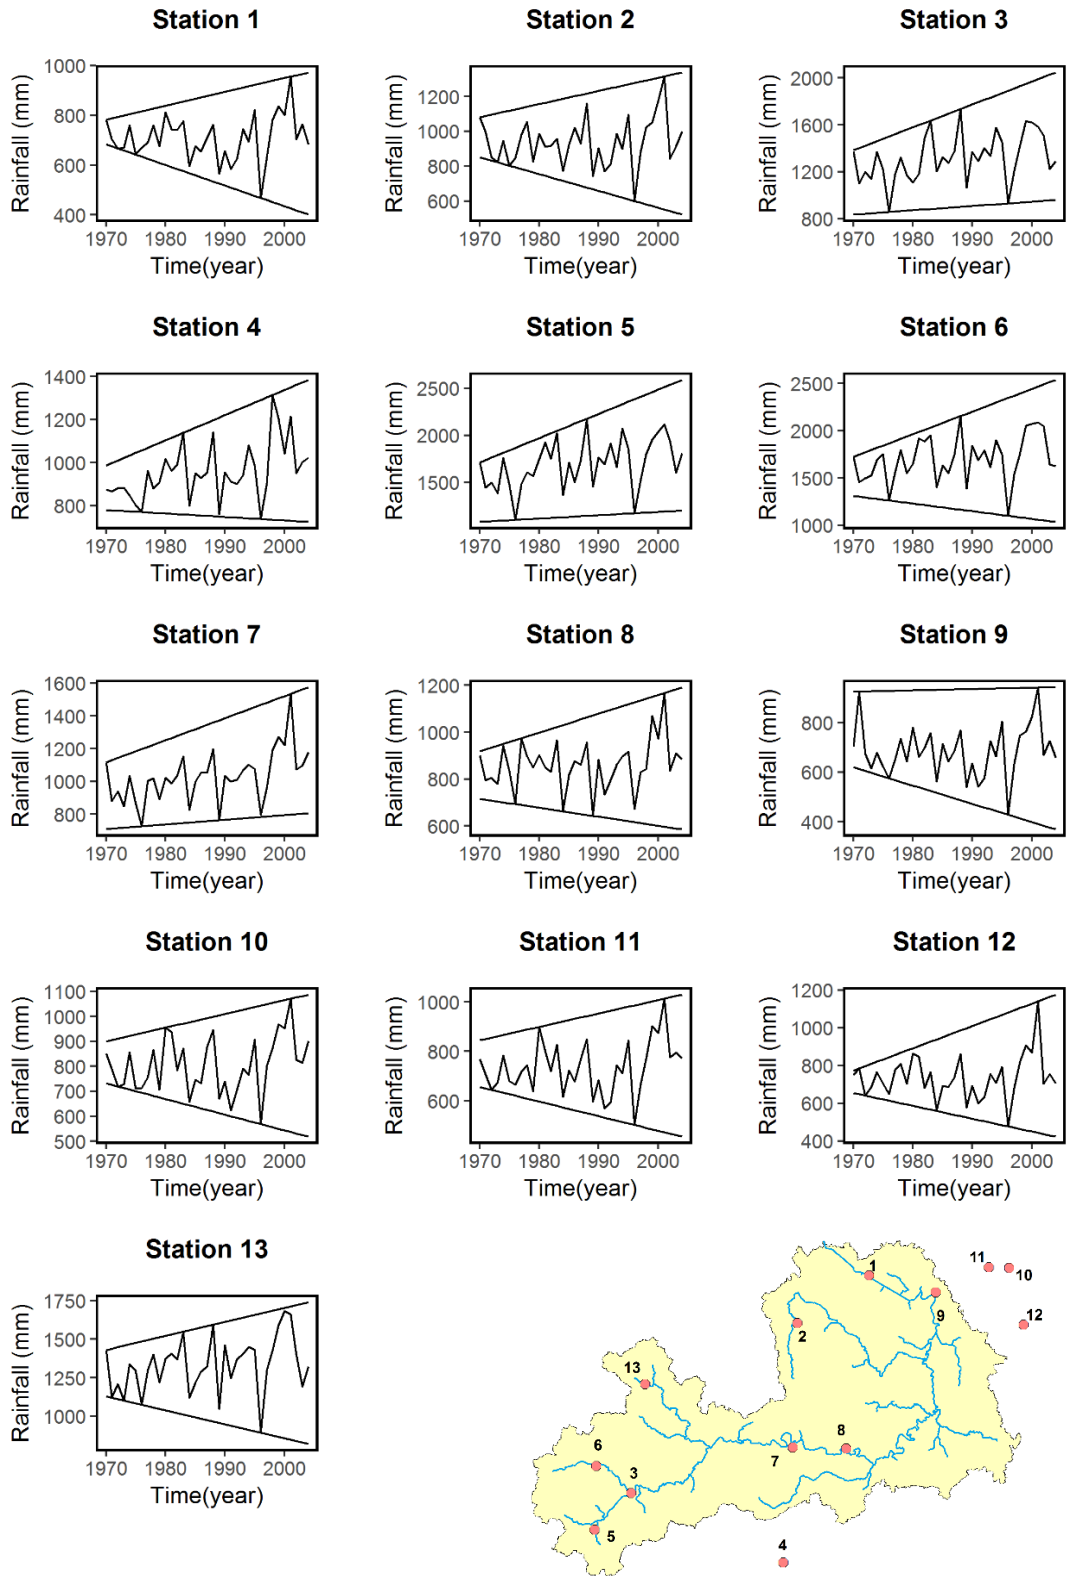 Station 1
Station 2
Station 3
Rainfall (mm)
1000
800
600
400
1970 1980 1990 2000
Time(year)
Rainfall (mm)
1200
1000
800
600
1970 1980 1990 2000
Time(year)
Rainfall (mm)
2000
1600
1200
800
1970 1980 1990 2000
Time(year)
Station 4
Station 5
Station 6
Rainfall (mm)
1400
1200
1000
800
1970 1980 1990 2000
Time(year)
Rainfall (mm)
2500
2000
1500
1970 1980 1990 2000
Time(year)
Rainfall (mm)
2500
2000
1500
1000
1970 1980 1990 2000
Time(year)
Station 7
Station 8
Station 9
Rainfall (mm)
1600
1400
1200
1000
800
1970 1980 1990 2000
Time(year)
Rainfall (mm)
1200
1000
800
600
1970 1980 1990 2000
Time(year)
Rainfall (mm)
800
600
400
1970 1980 1990 2000
Time(year)
Station 10
Station 11
Station 12
Rainfall (mm)
1100
1000
900
800
700
600
500
1970 1980 1990 2000
Time(year)
Rainfall (mm)
1000
800
600
1970 1980 1990 2000
Time(year)
Rainfall (mm)
1200
1000
800
600
400
1970 1980 1990 2000
Time(year)
Station 13
Rainfall (mm)
1750
1500
1250
1000
1970 1980 1990 2000
Time(year)
11
1
10
9
12
2
13
8
7
6
3
5
4